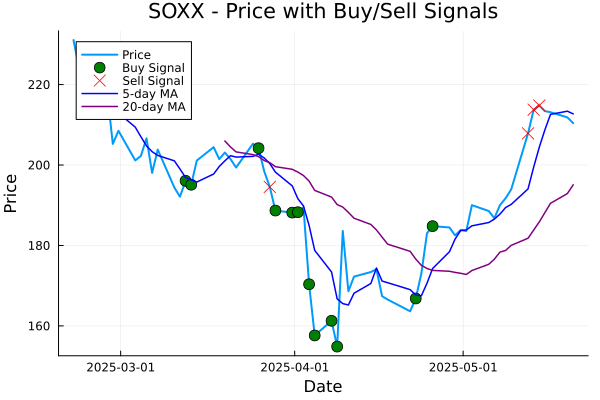 SOXX - Price with Buy/Sell Signals
Price
Buy Signal
Sell Signal
5-day MA
20-day MA
220
200
180
160
Price
2025-03-01
2025-04-01
2025-05-01
Date